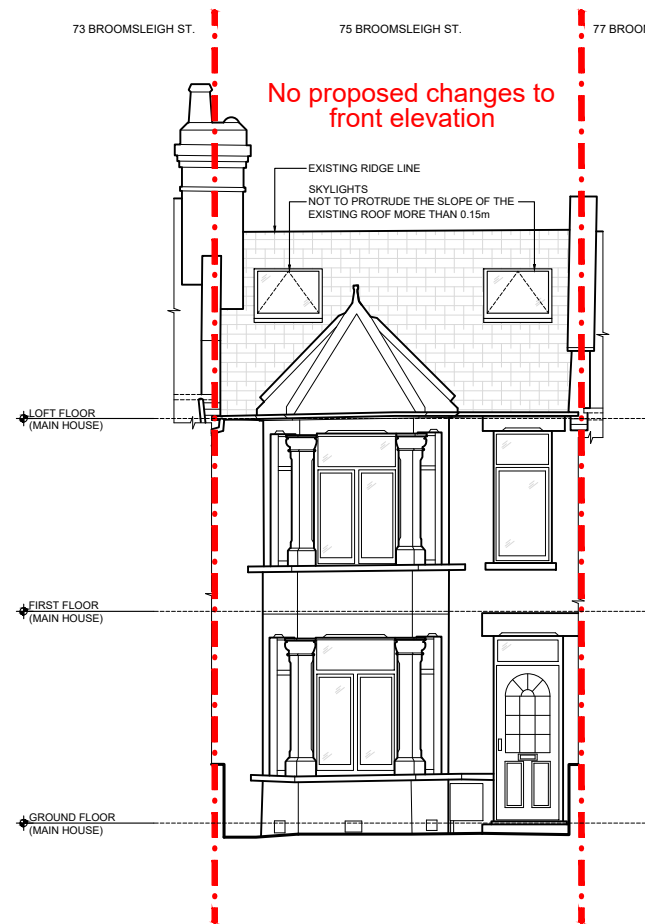 73 BROOMSLEIGH ST.
75 BROOMSLEIGH ST.
77 BROOM
No proposed changes to
front elevation
EXISTING RIDGE LINE
SKYLIGHTS
NOT TO PROTRUDE THE SLOPE OF THE
EXISTING ROOF MORE THAN 0.15m
LOFT FLOOR
(MAIN HOUSE)
FIRST FLOOR
(MAIN HOUSE)
GROUND FLOOR
(MAIN HOUSE)